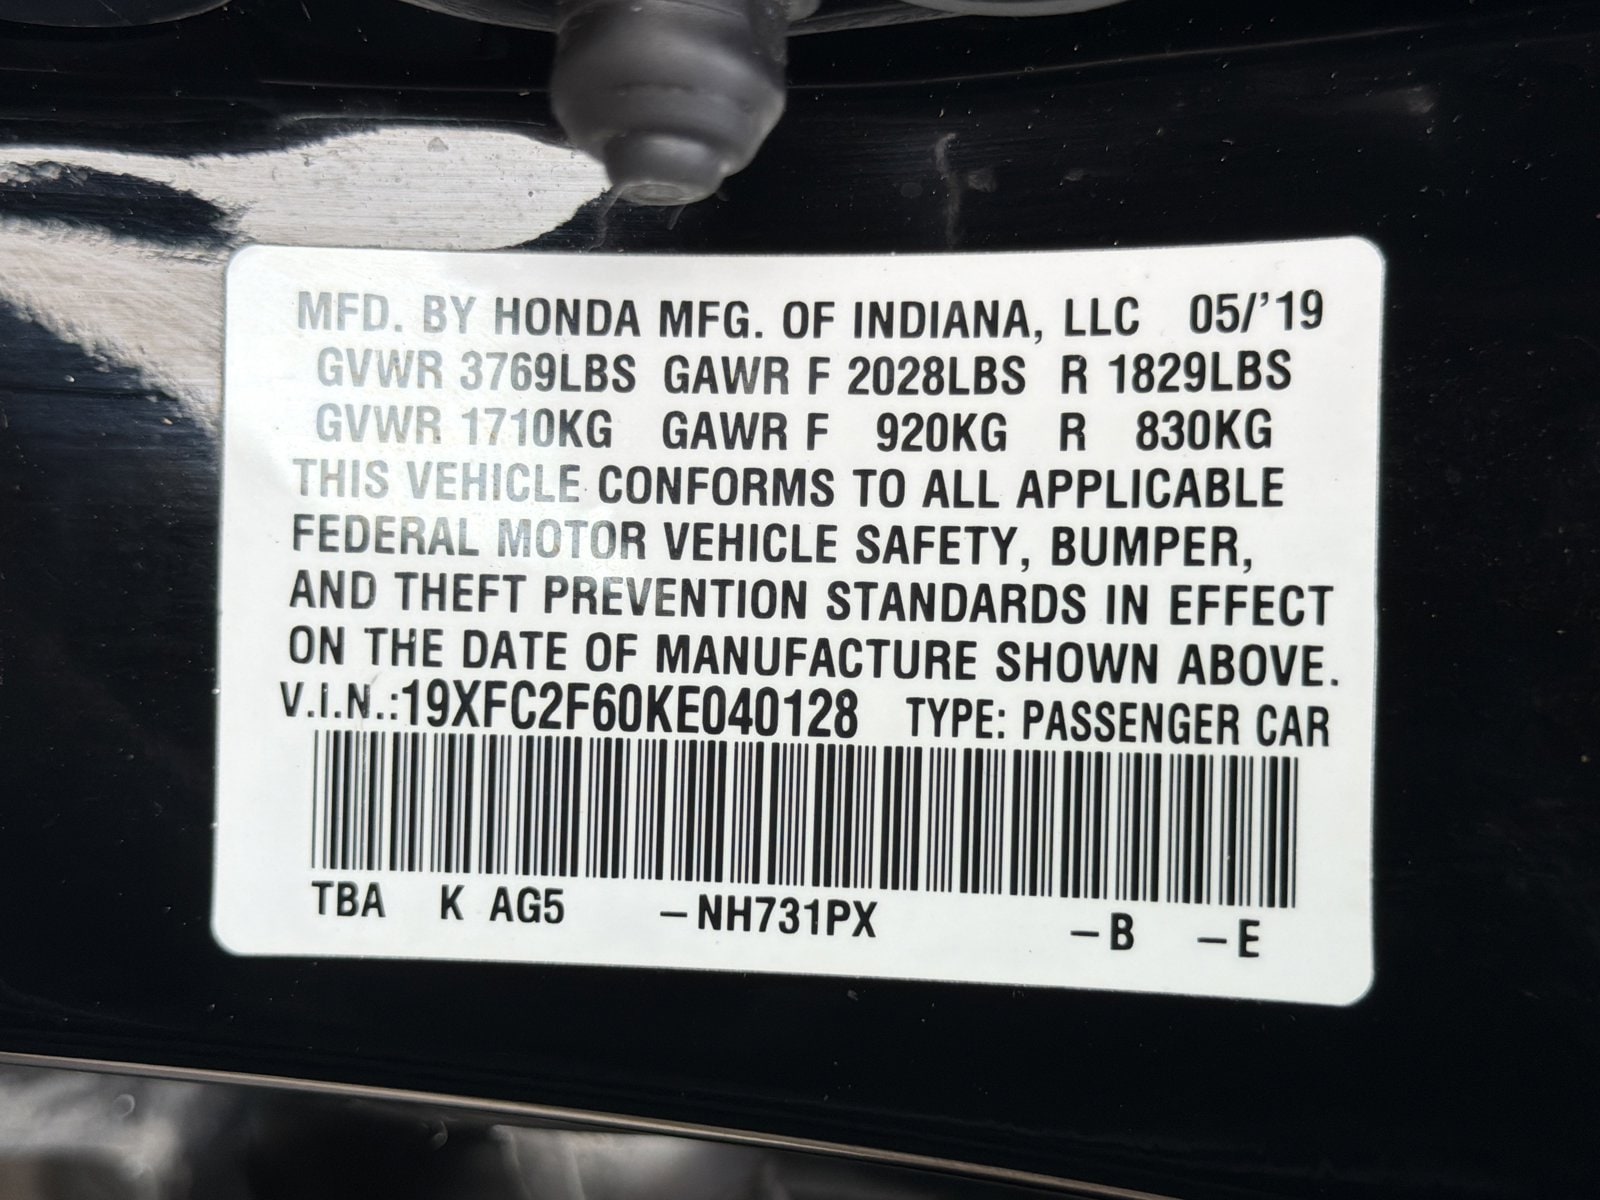 MFD. BY HONDA MFG. OF INDIANA, LLC 05/'19
GVWR 3769LBS GAWR F 2028LBS R 1829LBS
GVWR 1710KG GAWR F 920KG R 830KG
THIS VEHICLE CONFORMS TO ALL APPLICABLE
FEDERAL MOTOR VEHICLE SAFETY, BUMPER,
AND THEFT PREVENTION STANDARDS IN EFFECT
ON THE DATE OF MANUFACTURE SHOWN ABOVE.
V.I.N.:19XFC2F60KE040128 TYPE: PASSENGER CAR
TBA K AG5 –NH731PX –B –E